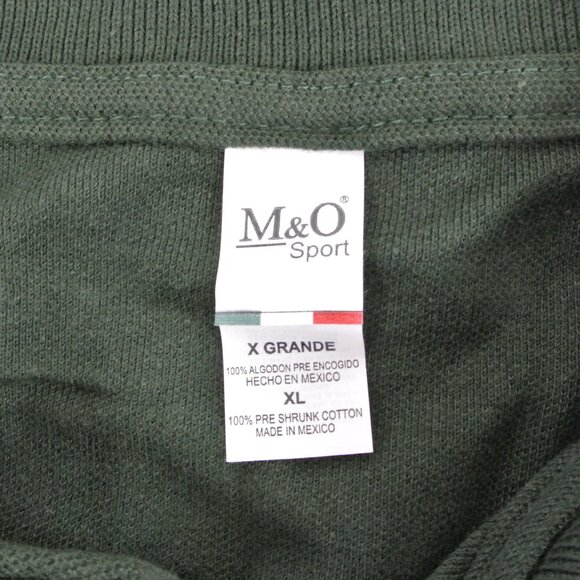 M&O®
Sport
X GRANDE
100% ALGODON PRE ENCOGIDO
HECHO EN MEXICO
XL
100% PRE SHRUNK COTTON
MADE IN MEXICO